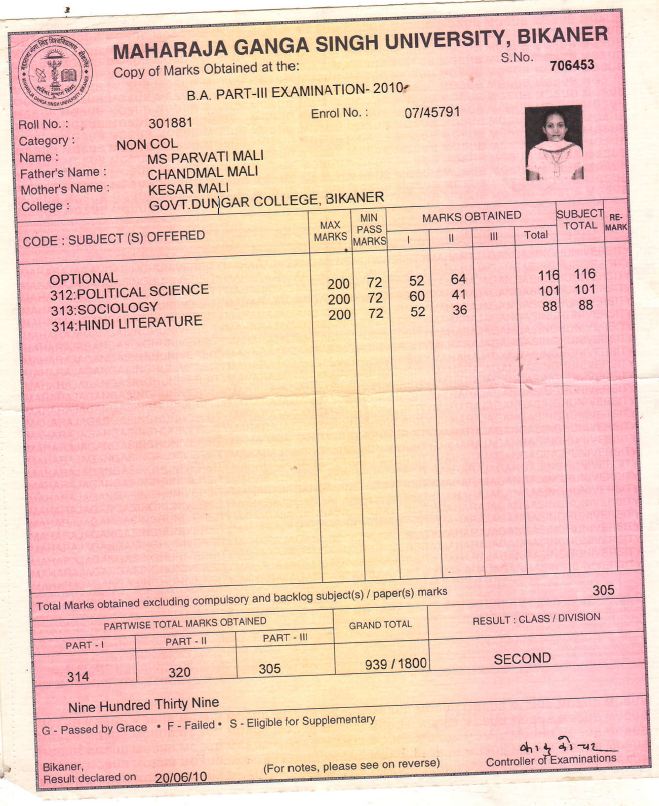 MAHARAJA GANGA SINGH UNIVERSITY, BIKANER
Copy of Marks Obtained at the:
S.No. 706453
B.A. PART-III EXAMINATION- 2010
Roll No. : 301881 Enrol No. : 07/45791
Category : NON COL
Name : MS PARVATI MALI
Father's Name : CHANDMAL MALI
Mother's Name : KESAR MALI
College : GOVT.DUNGAR COLLEGE, BIKANER
CODE : SUBJECT (S) OFFERED MAX MARKS MIN PASS MARKS MARKS OBTAINED I II III Total SUBJECT TOTAL RE-MARK
OPTIONAL
312:POLITICAL SCIENCE 200 72 52 64 116 116
313:SOCIOLOGY 200 72 60 41 101 101
314:HINDI LITERATURE 200 72 52 36 88 88
Total Marks obtained excluding compulsory and backlog subject(s) / paper(s) marks 305
PARTWISE TOTAL MARKS OBTAINED GRAND TOTAL RESULT : CLASS / DIVISION
PART - I PART - II PART - III
314 320 305 939 / 1800 SECOND
Nine Hundred Thirty Nine
G - Passed by Grace • F - Failed • S - Eligible for Supplementary
Bikaner,
Result declared on 20/06/10
(For notes, please see on reverse)
Controller of Examinations